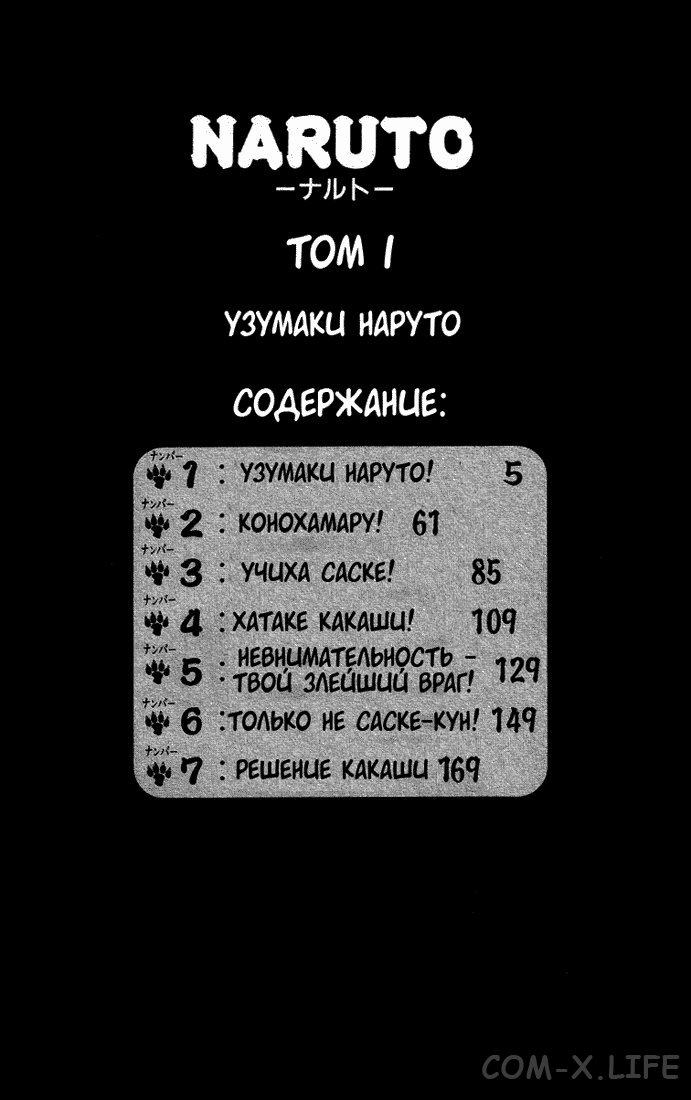 NARUTO
ーナルトー
ТОМ 1
УЗУМАКИ НАРУТО
СОДЕРЖАНИЕ:
ナンバー
1 : УЗУМАКИ НАРУТО! 5
ナンバー
2 : КОНОХАМАРУ! 61
ナンバー
3 : УЧИХА САСКЕ! 85
ナンバー
4 : ХАТАКЕ КАКАШИ! 109
ナンバー
5 : НЕВНИМАТЕЛЬНОСТЬ -
ТВОЙ ЗЛЕЙШИЙ ВРАГ! 129
ナンバー
6 :ТОЛЬКО НЕ САСКЕ-КУН! 149
ナンバー
7 : РЕШЕНИЕ КАКАШИ 169
COM-X.LIFE